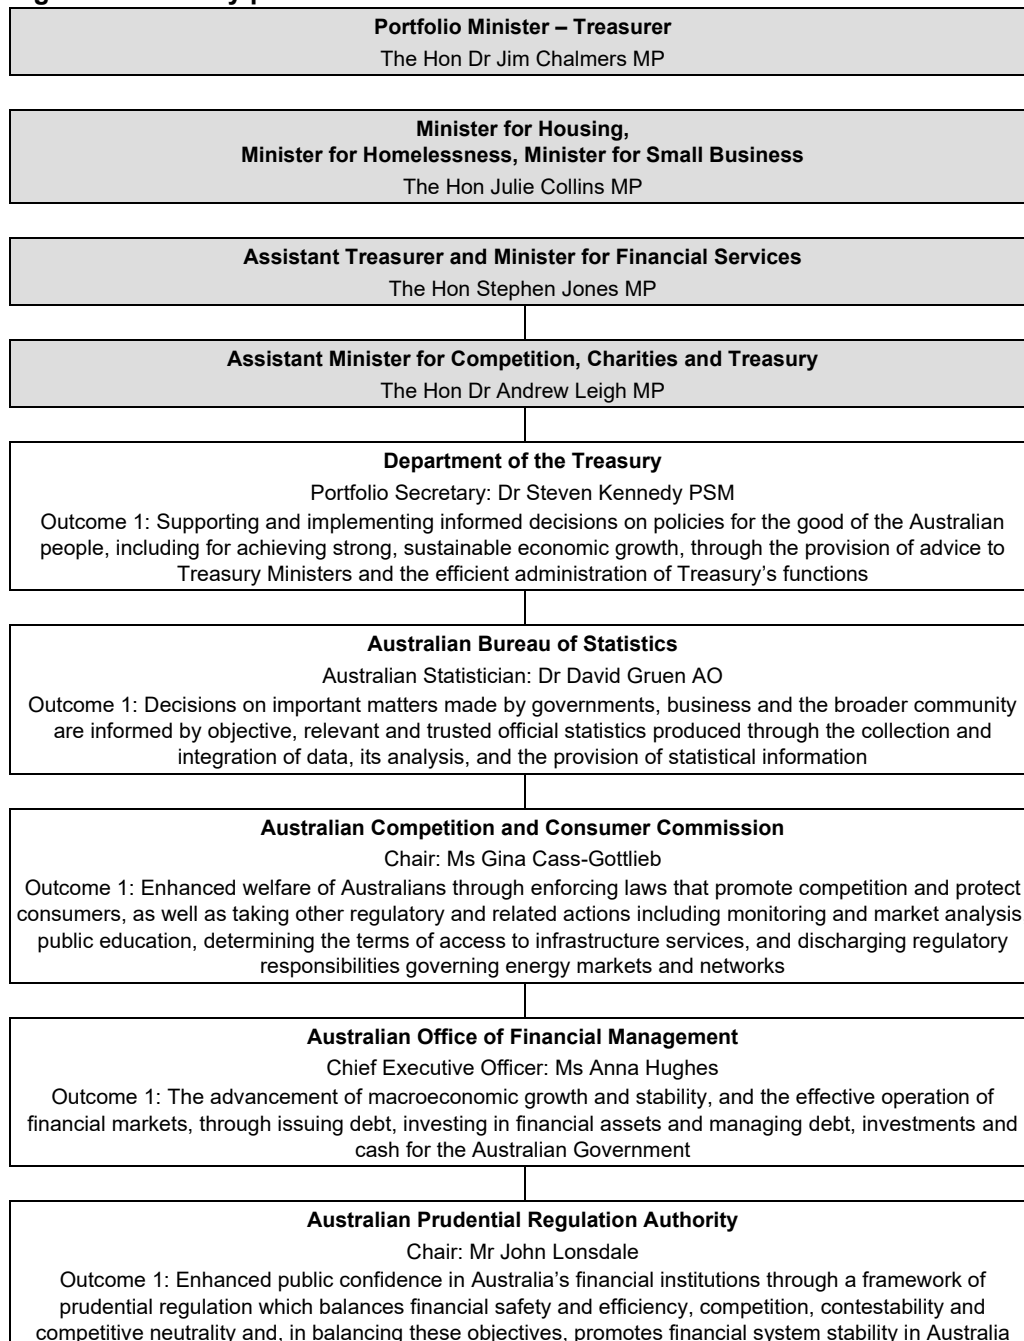 Portfolio Minister – Treasurer
The Hon Dr Jim Chalmers MP
Minister for Housing,
Minister for Homelessness, Minister for Small Business
The Hon Julie Collins MP
Assistant Treasurer and Minister for Financial Services
The Hon Stephen Jones MP
Assistant Minister for Competition, Charities and Treasury
The Hon Dr Andrew Leigh MP
Department of the Treasury
Portfolio Secretary: Dr Steven Kennedy PSM
Outcome 1: Supporting and implementing informed decisions on policies for the good of the Australian
people, including for achieving strong, sustainable economic growth, through the provision of advice to
Treasury Ministers and the efficient administration of Treasury’s functions
Australian Bureau of Statistics
Australian Statistician: Dr David Gruen AO
Outcome 1: Decisions on important matters made by governments, business and the broader community
are informed by objective, relevant and trusted official statistics produced through the collection and
integration of data, its analysis, and the provision of statistical information
Australian Competition and Consumer Commission
Chair: Ms Gina Cass-Gottlieb
Outcome 1: Enhanced welfare of Australians through enforcing laws that promote competition and protect
consumers, as well as taking other regulatory and related actions including monitoring and market analysis
public education, determining the terms of access to infrastructure services, and discharging regulatory
responsibilities governing energy markets and networks
Australian Office of Financial Management
Chief Executive Officer: Ms Anna Hughes
Outcome 1: The advancement of macroeconomic growth and stability, and the effective operation of
financial markets, through issuing debt, investing in financial assets and managing debt, investments and
cash for the Australian Government
Australian Prudential Regulation Authority
Chair: Mr John Lonsdale
Outcome 1: Enhanced public confidence in Australia’s financial institutions through a framework of
prudential regulation which balances financial safety and efficiency, competition, contestability and
competitive neutrality and, in balancing these objectives, promotes financial system stability in Australia